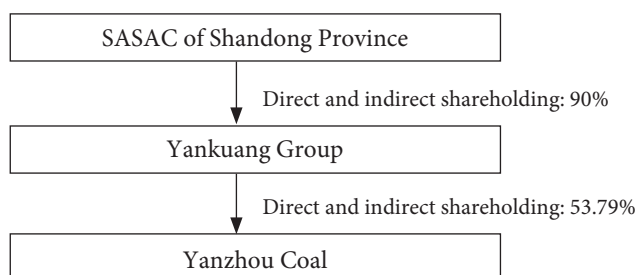 SASAC of Shandong Province
Direct and indirect shareholding: 90%
Yankuang Group
Direct and indirect shareholding: 53.79%
Yanzhou Coal